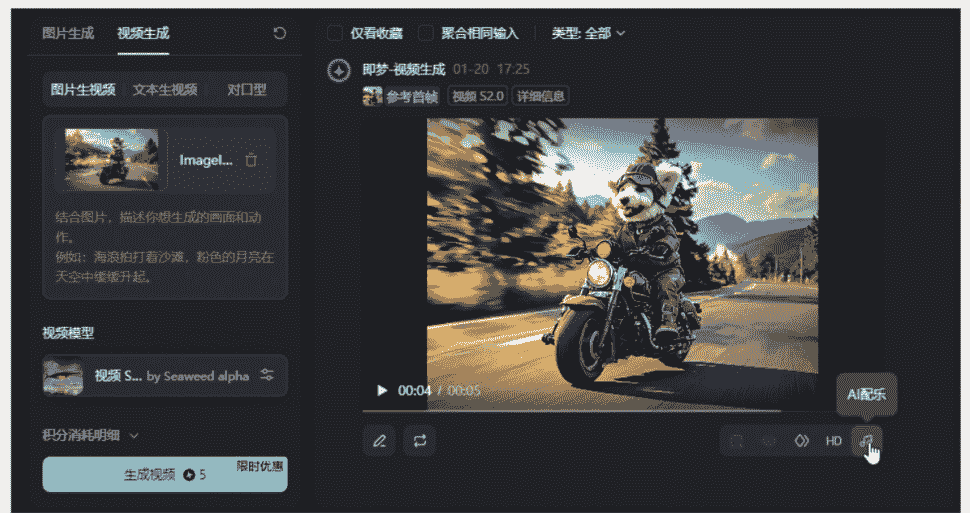 图片生成
视频生成
图片生视频
文本生视频
对口型
ImageI...
结合图片，描述你想生成的画面和动
作。
例如：海浪拍打着沙滩，粉色的月亮在
天空中缓缓升起。
视频模型
视频 S... by Seaweed alpha
积分消耗明细
生成视频 5
限时优惠
仅看收藏
聚合相同输入
类型: 全部
即梦-视频生成 01-20 17:25
参考首帧
视频 S2.0
详细信息
00:04 / 00:05
AI配乐
HD